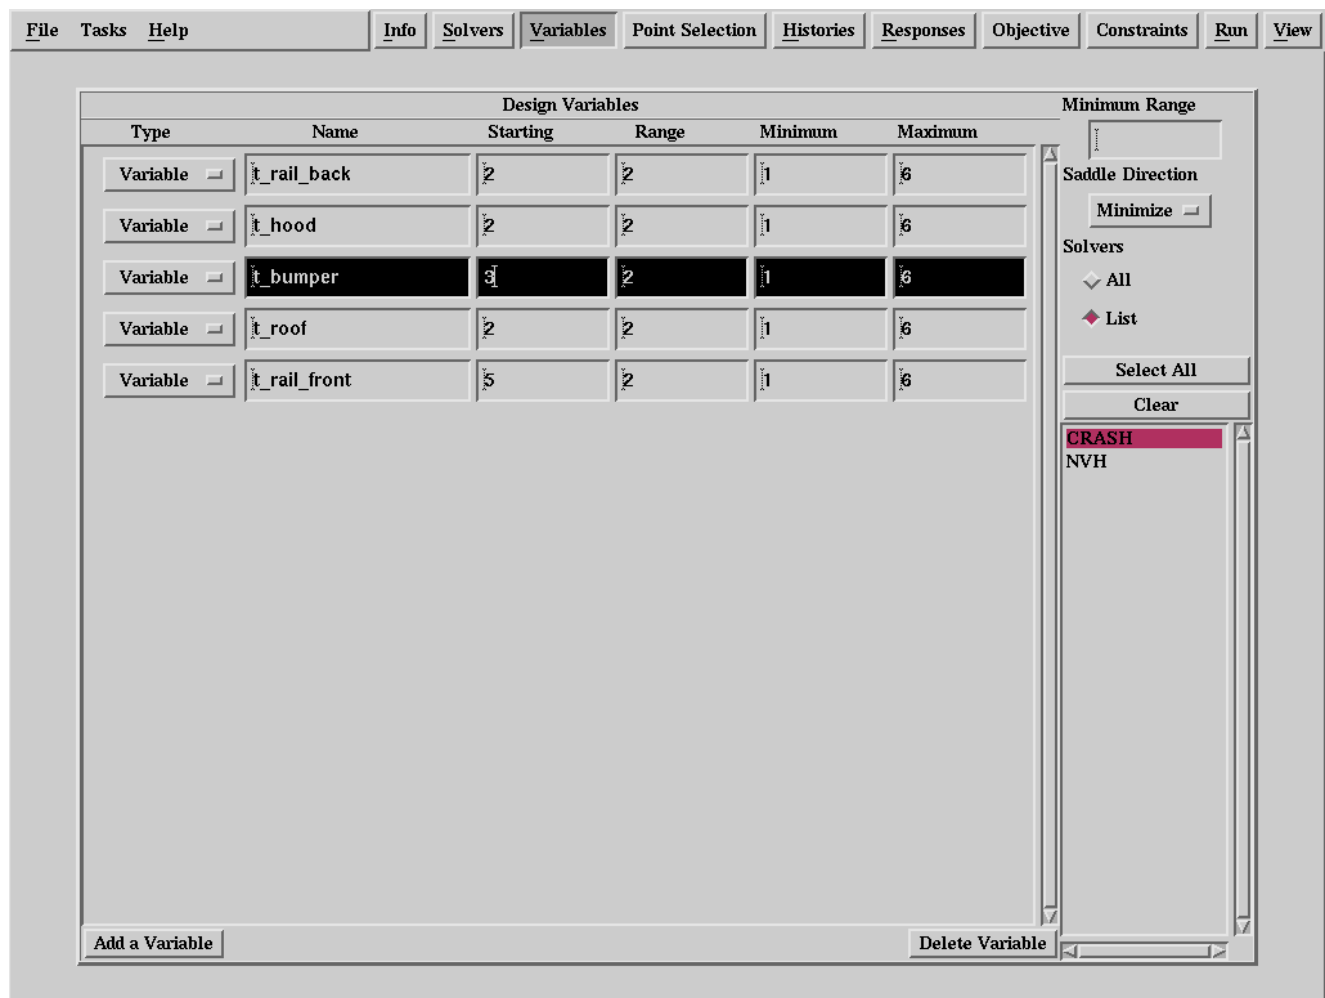 File Tasks Help Info Solvers Variables Point Selection Histories Responses Objective Constraints Run View
Design Variables Minimum Range
Type Name Starting Range Minimum Maximum
Variable t_rail_back 2 2 1 6
Saddle Direction
Variable t_hood 2 2 1 6
Minimize
Solvers
Variable t_bumper 3 2 1 6
All
Variable t_roof 2 2 1 6
List
Variable t_rail_front 5 2 1 6
Select All
Clear
CRASH
NVH
Add a Variable Delete Variable